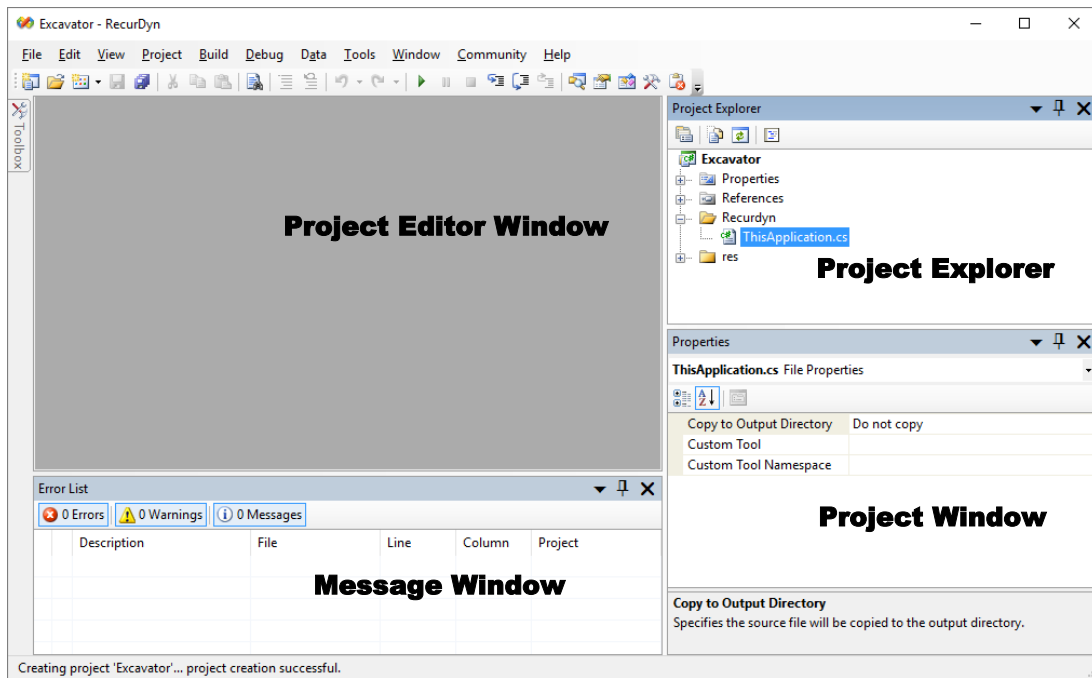 Excavator - RecurDyn
File Edit View Project Build Debug Data Tools Window Community Help
Toolbox
Project Editor Window
Project Explorer
Excavator
Properties
References
Recurdyn
ThisApplication.cs
res
Project Explorer
Properties
ThisApplication.cs File Properties
Copy to Output Directory Do not copy
Custom Tool
Custom Tool Namespace
Project Window
Copy to Output Directory
Specifies the source file will be copied to the output directory.
Error List
0 Errors 0 Warnings 0 Messages
Description File Line Column Project
Message Window
Creating project 'Excavator'... project creation successful.